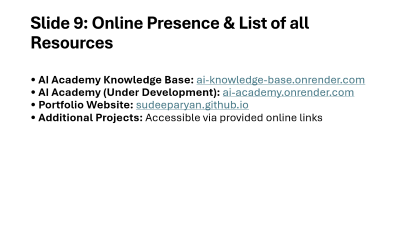 Slide 9: Online Presence & List of all
Resources
• AI Academy Knowledge Base: ai-knowledge-base.onrender.com
• AI Academy (Under Development): ai-academy.onrender.com
• Portfolio Website: sudeeparyan.github.io
• Additional Projects: Accessible via provided online links